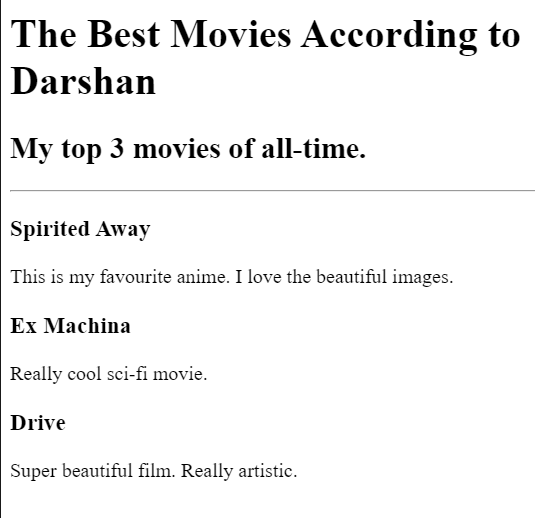 The Best Movies According to
Darshan
My top 3 movies of all-time.
Spirited Away
This is my favourite anime. I love the beautiful images.
Ex Machina
Really cool sci-fi movie.
Drive
Super beautiful film. Really artistic.